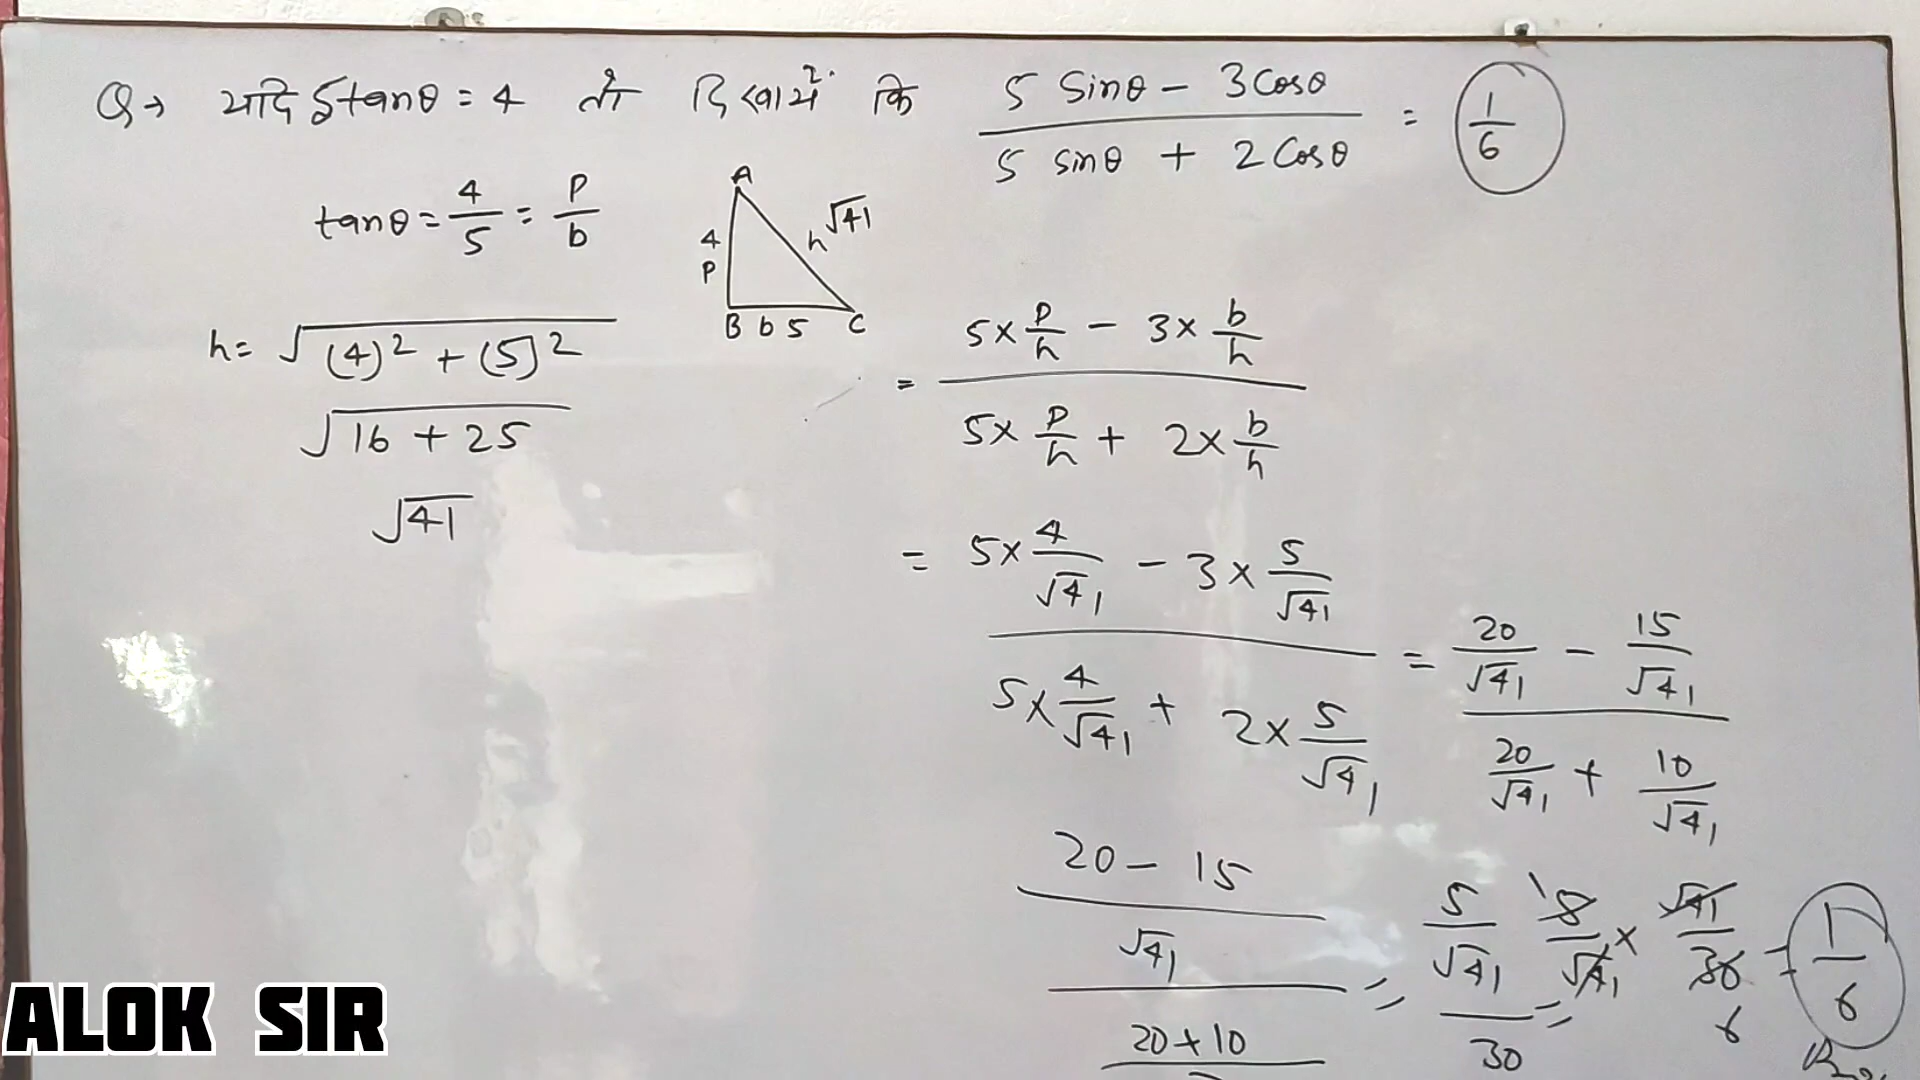 Q→ यदि 5tanθ = 4 तो दिखायें कि (5 Sinθ - 3Cosθ)/(5 sinθ + 2Cosθ) = 1/6
tanθ = 4/5 = P/b
A
4
P
h √41
B b 5 C
h = √((4)² + (5)²)
√(16 + 25)
√41
= (5×P/h - 3×b/h)/(5×P/h + 2×b/h)
= (5×4/√41 - 3×5/√41)/(5×4/√41 + 2×5/√41) = (20/√41 - 15/√41)/(20/√41 + 10/√41)
((20 - 15)/√41)/(20+10) = (5/√41)/30 = 5/√41 × √41/30 = 1/6
1
6
ALOK SIR